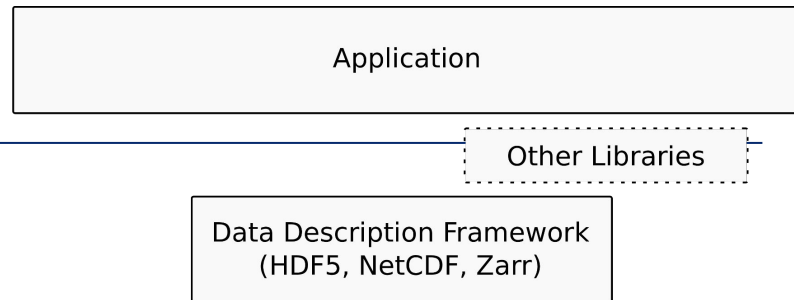 Application
Other Libraries
Data Description Framework
(HDF5, NetCDF, Zarr)